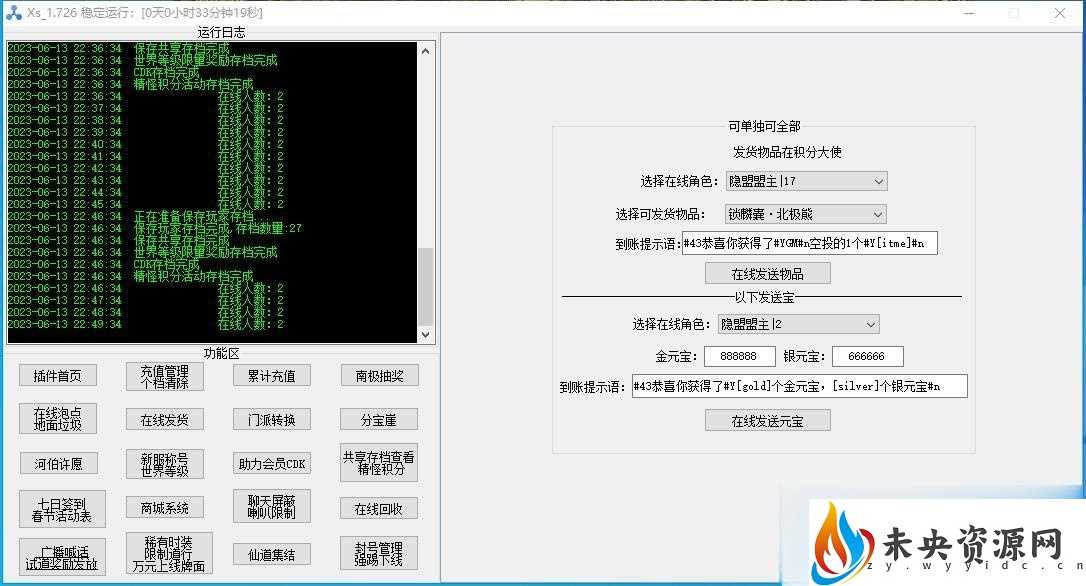 Xs_1.726 稳定运行: [0天0小时33分钟19秒]
运行日志
2023-06-13 22:36:34 保存共享存档完成
2023-06-13 22:36:34 世界等级限量奖励存档完成
2023-06-13 22:36:34 CDK存档完成
2023-06-13 22:36:34 精怪积分活动存档完成
2023-06-13 22:36:34 在线人数: 2
2023-06-13 22:37:34 在线人数: 2
2023-06-13 22:38:34 在线人数: 2
2023-06-13 22:39:34 在线人数: 2
2023-06-13 22:40:34 在线人数: 2
2023-06-13 22:41:34 在线人数: 2
2023-06-13 22:42:34 在线人数: 2
2023-06-13 22:43:34 在线人数: 2
2023-06-13 22:44:34 在线人数: 2
2023-06-13 22:45:34 在线人数: 2
2023-06-13 22:46:34 正在准备保存玩家存档...
2023-06-13 22:46:34 保存玩家存档完成,存档数量:27
2023-06-13 22:46:34 保存共享存档完成
2023-06-13 22:46:34 世界等级限量奖励存档完成
2023-06-13 22:46:34 CDK存档完成
2023-06-13 22:46:34 精怪积分活动存档完成
2023-06-13 22:46:34 在线人数: 2
2023-06-13 22:47:34 在线人数: 2
2023-06-13 22:48:34 在线人数: 2
2023-06-13 22:49:34 在线人数: 2
功能区
插件首页
充值管理
个档清除
累计充值
南极抽奖
在线泡点
地面垃圾
在线发货
门派转换
分宝崖
河伯许愿
新服称号
世界等级
助力会员CDK
共享存档查看
精怪积分
七日签到
春节活动表
商城系统
聊天屏蔽
喇叭限制
在线回收
广播喊话
试道奖励发放
稀有时装
限制道行
万元上线牌面
仙道集结
封号管理
强踢下线
可单独可全部
发货物品在积分大使
选择在线角色: 隐盟盟主|17
选择可发货物品: 锁麟囊·北极熊
到账提示语: #43恭喜你获得了#YGM#n空投的1个#Y[itme]#n
在线发送物品
以下发送宝
选择在线角色: 隐盟盟主|2
金元宝: 888888 银元宝: 666666
到账提示语: #43恭喜你获得了#Y[gold]个金元宝, [silver]个银元宝#n
在线发送元宝
未央资源网
zy.wyyidc.cn